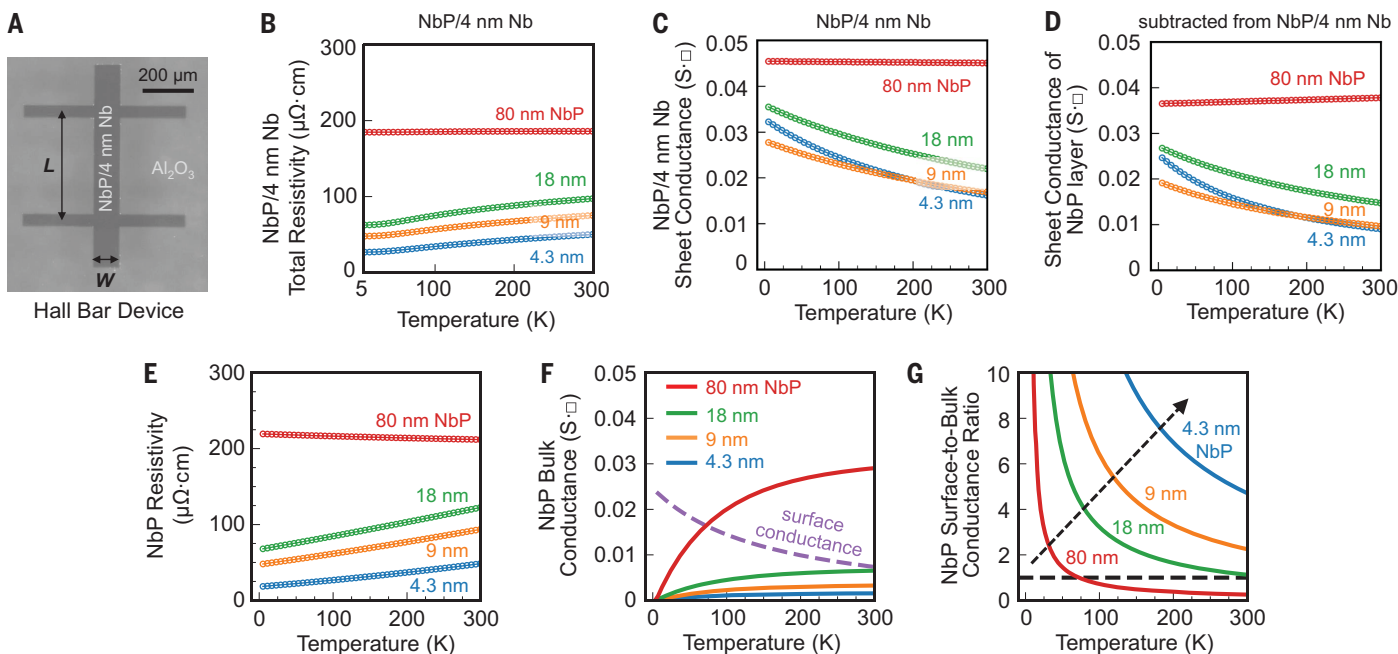 A
200 µm
NbP/4 nm Nb
L
Al₂O₃
W
Hall Bar Device
B
NbP/4 nm Nb
NbP/4 nm Nb
Total Resistivity (µΩ·cm)
300
200
100
0
80 nm NbP
18 nm
9 nm
4.3 nm
5 100 200 300
Temperature (K)
C
NbP/4 nm Nb
NbP/4 nm Nb
Sheet Conductance (S·□)
0.05
0.04
0.03
0.02
0.01
0
80 nm NbP
18 nm
9 nm
4.3 nm
0 100 200 300
Temperature (K)
D
subtracted from NbP/4 nm Nb
Sheet Conductance of
NbP layer (S·□)
0.05
0.04
0.03
0.02
0.01
0
80 nm NbP
18 nm
9 nm
4.3 nm
0 100 200 300
Temperature (K)
E
NbP Resistivity
(µΩ·cm)
300
200
100
0
80 nm NbP
18 nm
9 nm
4.3 nm
0 100 200 300
Temperature (K)
F
NbP Bulk
Conductance (S·□)
0.05
0.04
0.03
0.02
0.01
0
80 nm NbP
18 nm
9 nm
4.3 nm
surface
conductance
0 100 200 300
Temperature (K)
G
NbP Surface-to-Bulk
Conductance Ratio
10
8
6
4
2
0
4.3 nm
NbP
9 nm
18 nm
80 nm
0 100 200 300
Temperature (K)